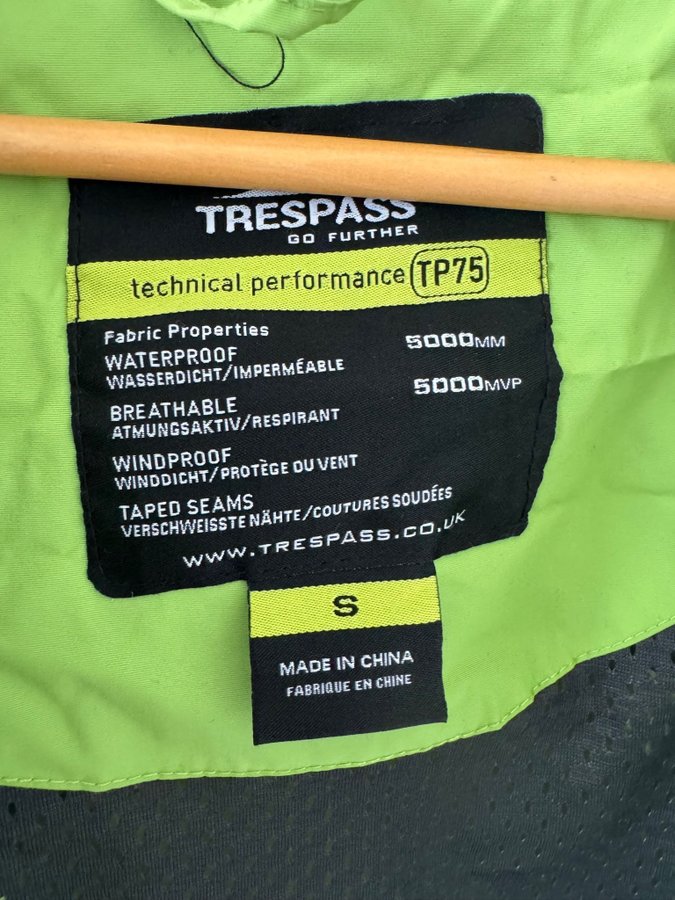 TRESPASS
GO FURTHER
technical performance TP75
Fabric Properties
WATERPROOF 5000MM
WASSERDICHT/IMPERMÉABLE
BREATHABLE 5000MVP
ATMUNGSAKTIV/RESPIRANT
WINDPROOF
WINDDICHT/PROTÈGE DU VENT
TAPED SEAMS
VERSCHWEISSTE NÄHTE/COUTURES SOUDÉES
WWW.TRESPASS.CO.UK
S
MADE IN CHINA
FABRIQUE EN CHINE